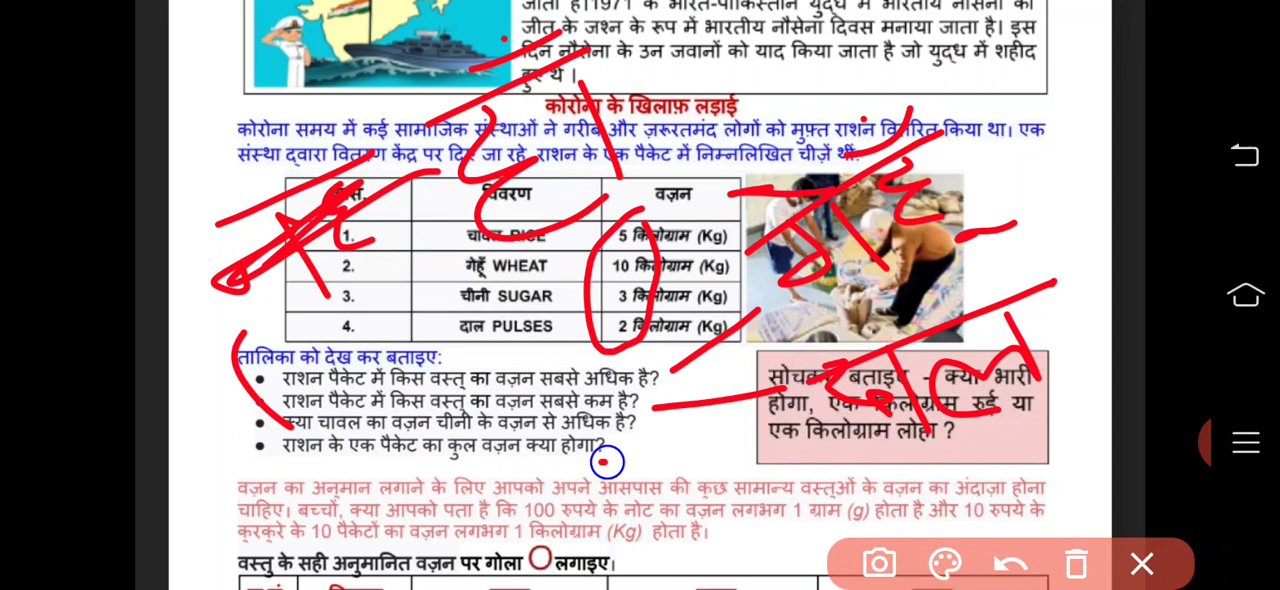 जाता है।1971 के भारत-पाकिस्तान युद्ध में भारतीय नौसेना की
जीत के जश्न के रूप में भारतीय नौसेना दिवस मनाया जाता है। इस
दिन नौसेना के उन जवानों को याद किया जाता है जो युद्ध में शहीद
हुए थे ।
कोरोना के खिलाफ़ लड़ाई
कोरोना समय में कई सामाजिक संस्थाओं ने गरीब और ज़रूरतमंद लोगों को मुफ़्त राशन वितरित किया था। एक
संस्था द्वारा वितरण केंद्र पर दिए जा रहे राशन के एक पैकेट में निम्नलिखित चीज़ें थीं-
विवरण वज़न
1. चावल RICE 5 किलोग्राम (Kg)
2. गेहूँ WHEAT 10 किलोग्राम (Kg)
3. चीनी SUGAR 3 किलोग्राम (Kg)
4. दाल PULSES 2 किलोग्राम (Kg)
तालिका को देख कर बताइए:
● राशन पैकेट में किस वस्तु का वज़न सबसे अधिक है?
● राशन पैकेट में किस वस्तु का वज़न सबसे कम है?
● क्या चावल का वज़न चीनी के वज़न से अधिक है?
● राशन के एक पैकेट का कुल वज़न क्या होगा?
सोचकर बताइए - क्या भारी
होगा, एक किलोग्राम रुई या
एक किलोग्राम लोहा ?
वज़न का अनुमान लगाने के लिए आपको अपने आसपास की कुछ सामान्य वस्तुओं के वज़न का अंदाज़ा होना
चाहिए। बच्चों, क्या आपको पता है कि 100 रुपये के नोट का वज़न लगभग 1 ग्राम (g) होता है और 10 रुपये के
कुरकुरे के 10 पैकेटों का वज़न लगभग 1 किलोग्राम (Kg) होता है।
वस्तु के सही अनुमानित वज़न पर गोला O लगाइए।